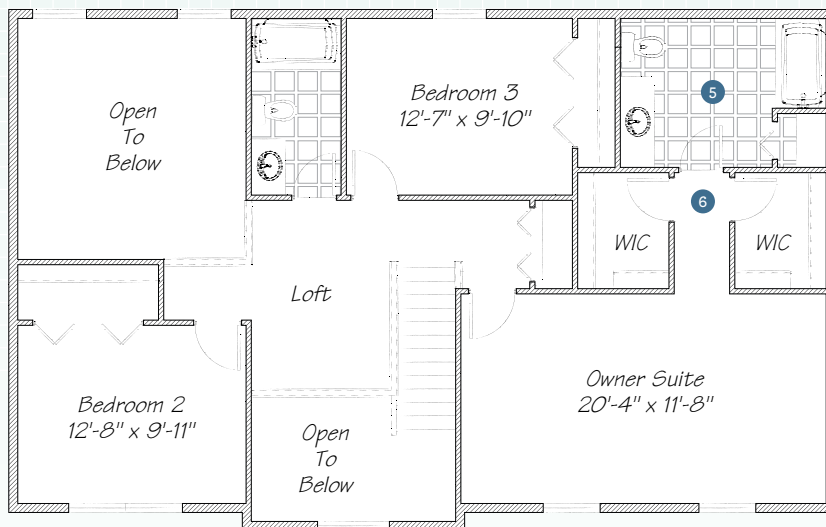 Open
To
Below
Bedroom 3
12'-7" x 9'-10"
5
6
WIC
WIC
Loft
Bedroom 2
12'-8" x 9'-11"
Open
To
Below
Owner Suite
20'-4" x 11'-8"